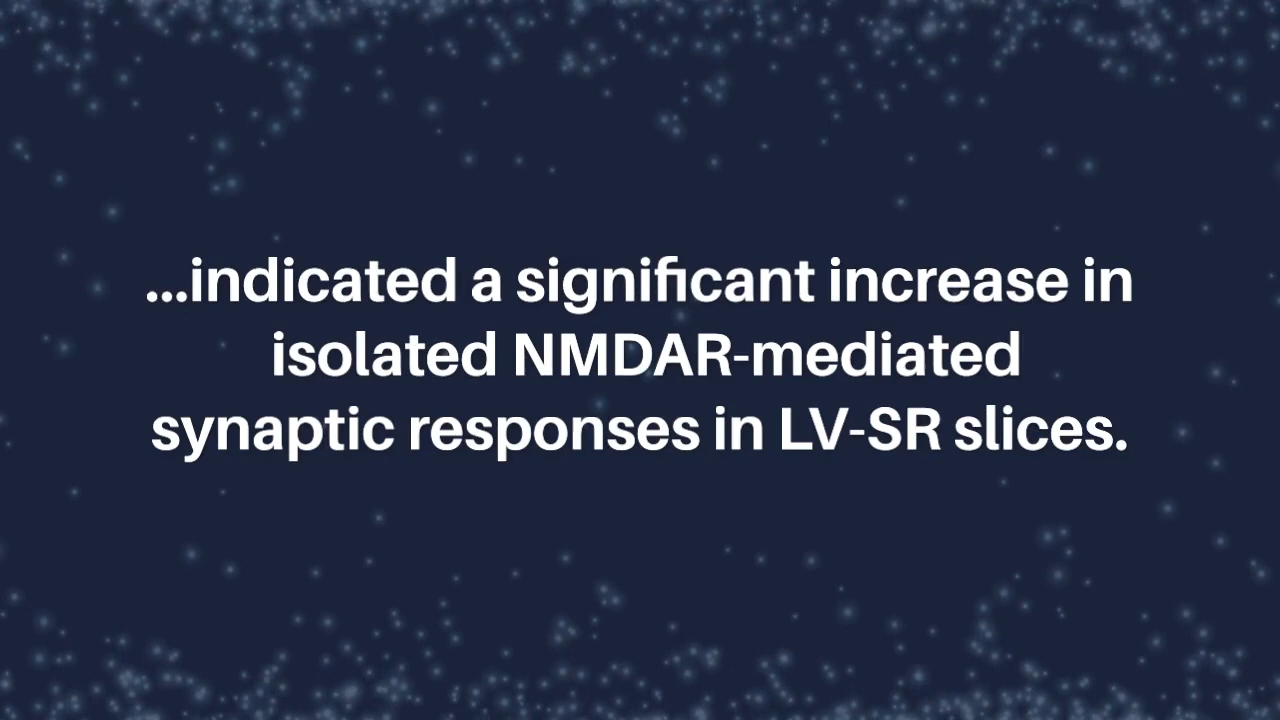 ...indicated a significant increase in
isolated NMDAR-mediated
synaptic responses in LV-SR slices.